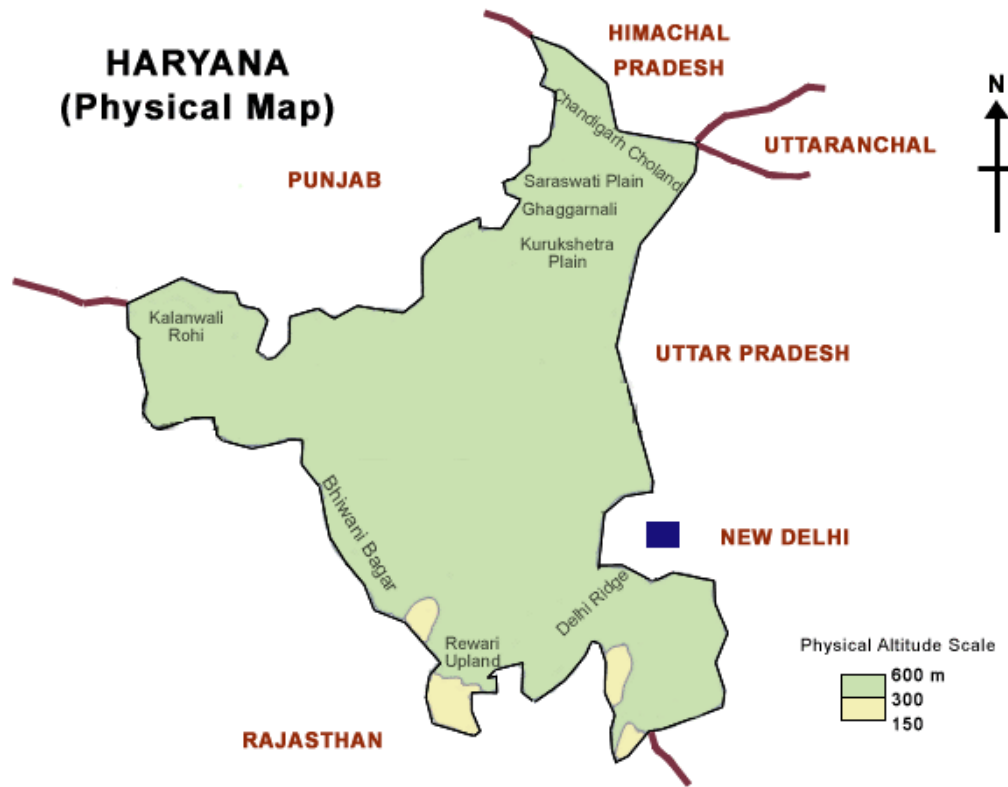 HARYANA
(Physical Map)
HIMACHAL
PRADESH
N
UTTARANCHAL
PUNJAB
Chandigarh Choland
Saraswati Plain
Ghaggarnali
Kurukshetra
Plain
Kalanwali
Rohi
UTTAR PRADESH
Bhiwani Bagar
NEW DELHI
Delhi Ridge
Rewari
Upland
RAJASTHAN
Physical Altitude Scale
600 m
300
150